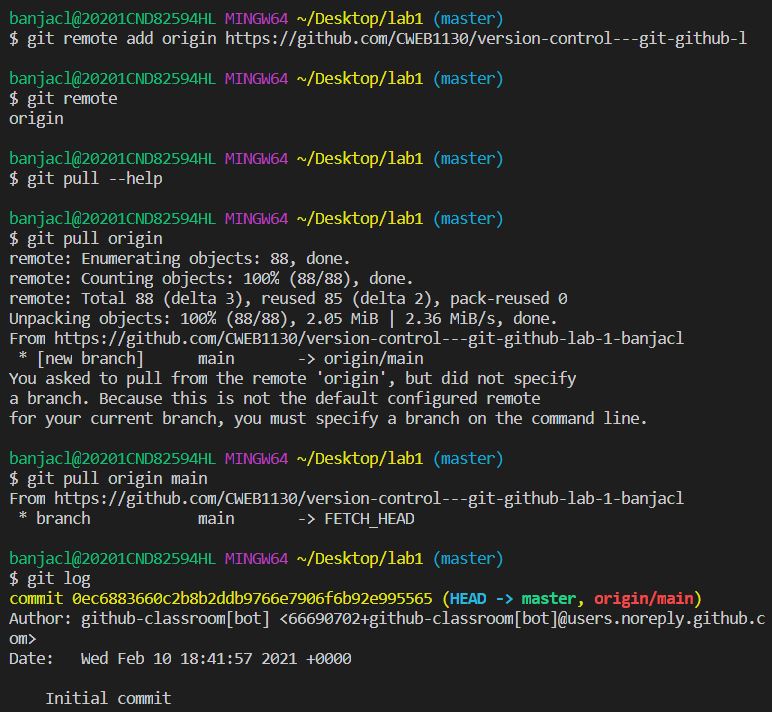 banjacl@20201CND82594HL MINGW64 ~/Desktop/lab1 (master)
$ git remote add origin https://github.com/CWEB1130/version-control---git-github-l

banjacl@20201CND82594HL MINGW64 ~/Desktop/lab1 (master)
$ git remote
origin

banjacl@20201CND82594HL MINGW64 ~/Desktop/lab1 (master)
$ git pull --help

banjacl@20201CND82594HL MINGW64 ~/Desktop/lab1 (master)
$ git pull origin
remote: Enumerating objects: 88, done.
remote: Counting objects: 100% (88/88), done.
remote: Total 88 (delta 3), reused 85 (delta 2), pack-reused 0
Unpacking objects: 100% (88/88), 2.05 MiB | 2.36 MiB/s, done.
From https://github.com/CWEB1130/version-control---git-github-lab-1-banjacl
 * [new branch]      main       -> origin/main
You asked to pull from the remote 'origin', but did not specify
a branch. Because this is not the default configured remote
for your current branch, you must specify a branch on the command line.

banjacl@20201CND82594HL MINGW64 ~/Desktop/lab1 (master)
$ git pull origin main
From https://github.com/CWEB1130/version-control---git-github-lab-1-banjacl
 * branch            main       -> FETCH_HEAD

banjacl@20201CND82594HL MINGW64 ~/Desktop/lab1 (master)
$ git log
commit 0ec6883660c2b8b2ddb9766e7906f6b92e995565 (HEAD -> master, origin/main)
Author: github-classroom[bot] <66690702+github-classroom[bot]@users.noreply.github.c
om>
Date:   Wed Feb 10 18:41:57 2021 +0000

    Initial commit